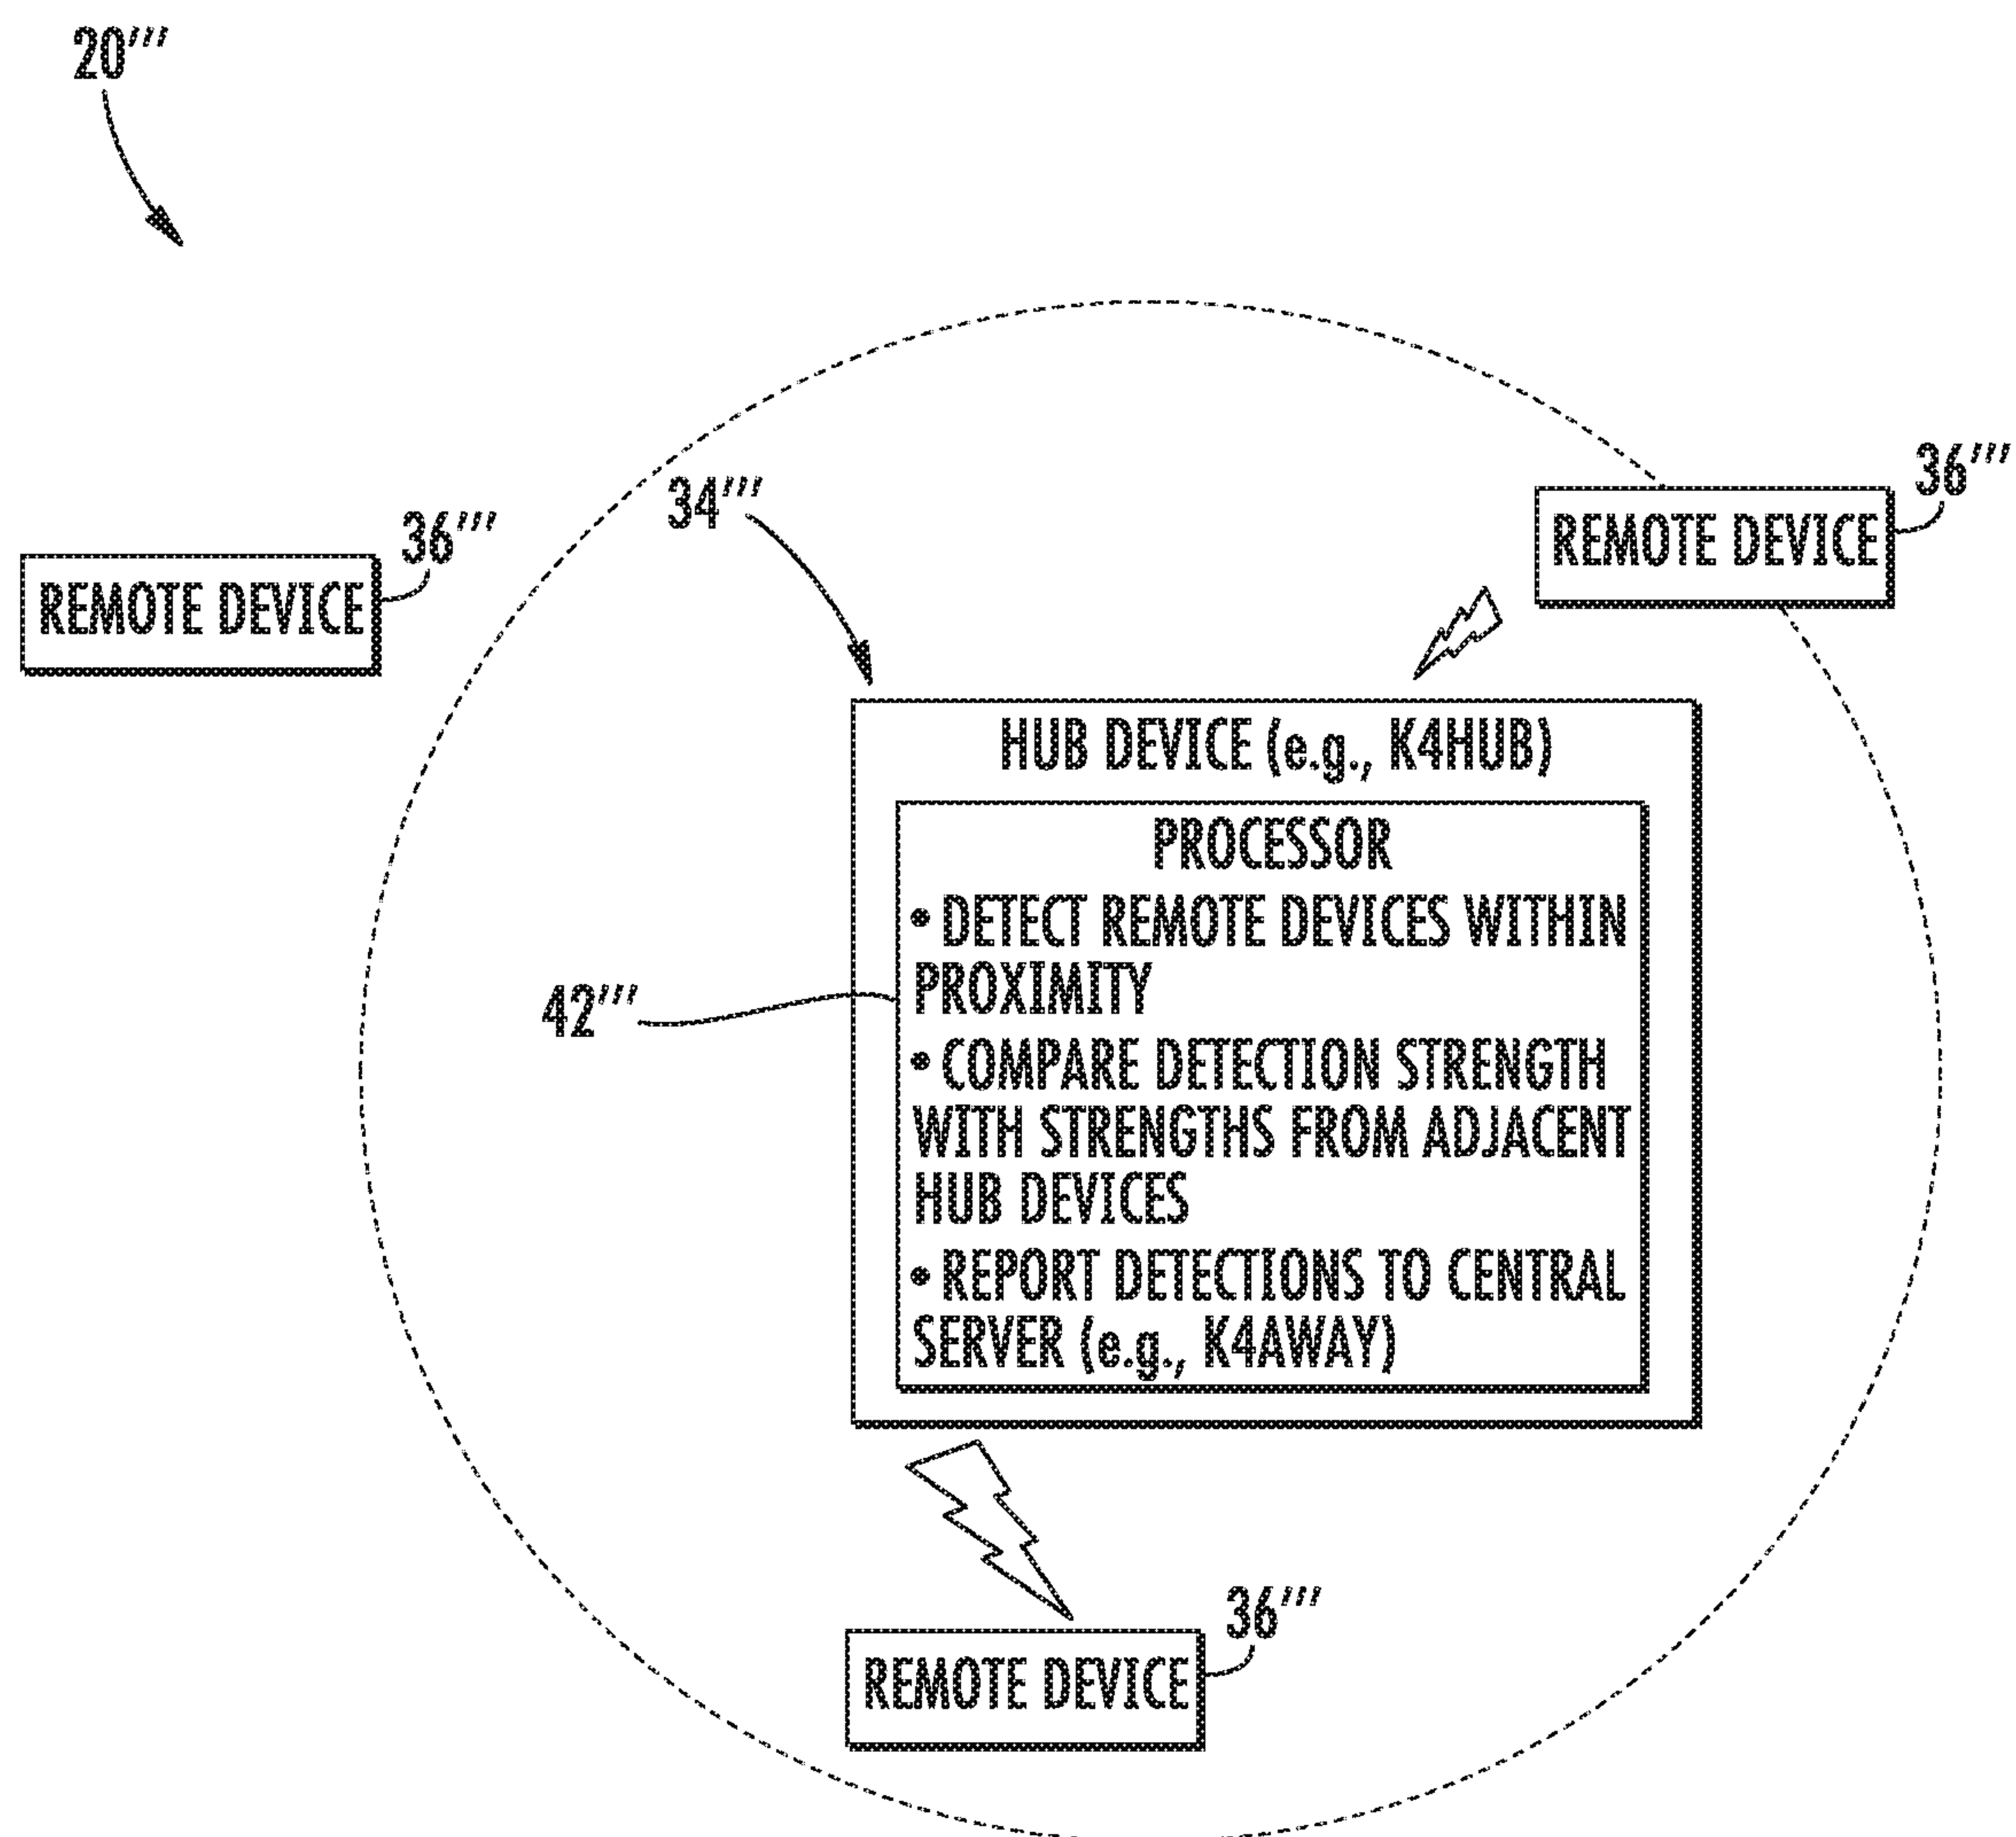 20'''
34'''
36'''
REMOTE DEVICE
36'''
REMOTE DEVICE
HUB DEVICE (e.g., K4HUB)
PROCESSOR
• DETECT REMOTE DEVICES WITHIN
PROXIMITY
• COMPARE DETECTION STRENGTH
WITH STRENGTHS FROM ADJACENT
HUB DEVICES
• REPORT DETECTIONS TO CENTRAL
SERVER (e.g., K4AWAY)
42'''
36'''
REMOTE DEVICE